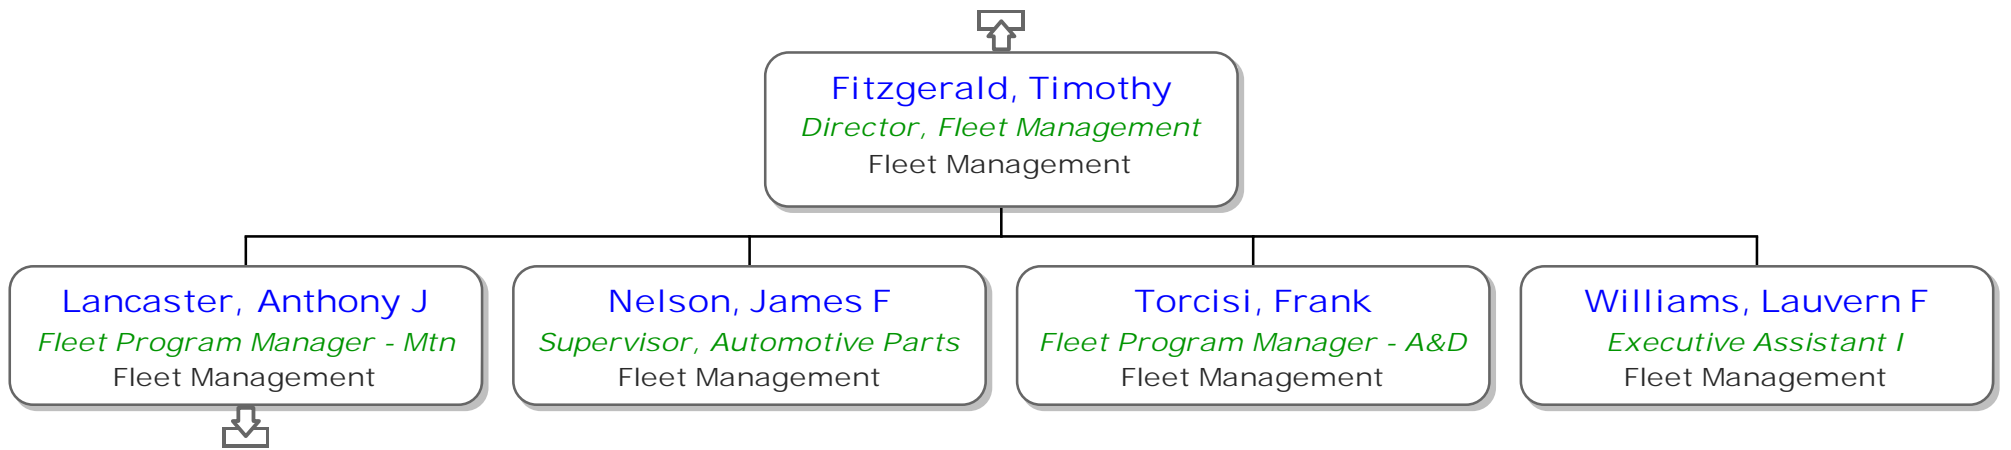 Fitzgerald, Timothy
Director, Fleet Management
Fleet Management
Lancaster, Anthony J
Fleet Program Manager - Mtn
Fleet Management
Nelson, James F
Supervisor, Automotive Parts
Fleet Management
Torcisi, Frank
Fleet Program Manager - A&D
Fleet Management
Williams, Lauvern F
Executive Assistant I
Fleet Management